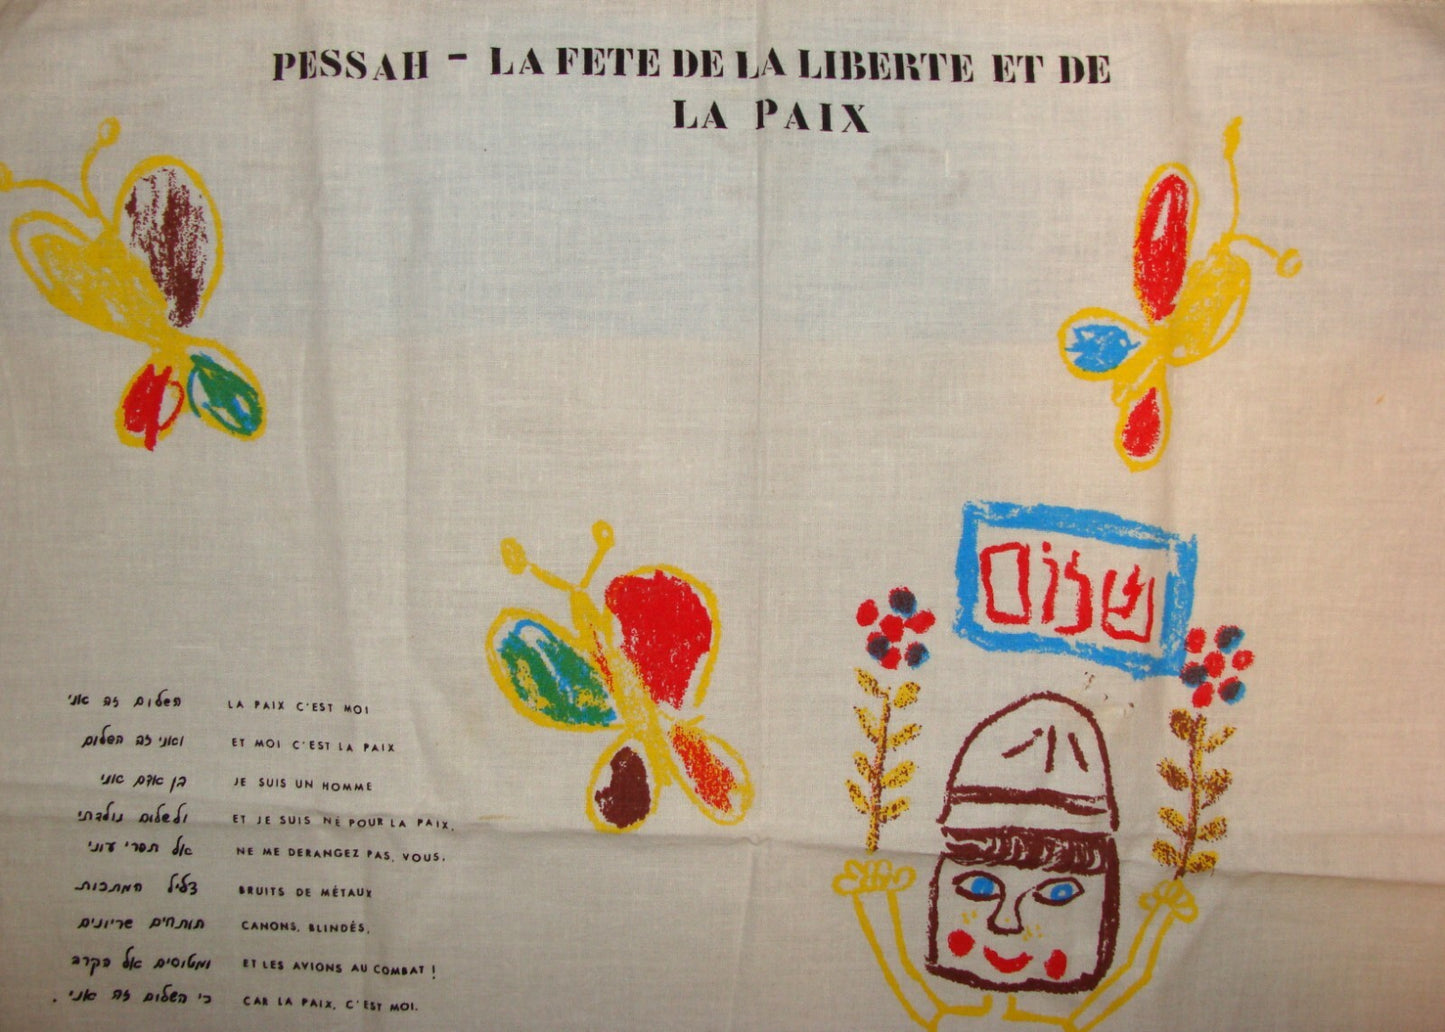 PESSAH - LA FETE DE LA LIBERTE ET DE
LA PAIX
שלום
השלום זה אני
ואני זה השלום
בן אדם אני
ולשלום נולדתי
אל תפרי עוני
צליל המתכות
תותחים שריונים
ומטוסים אל הקרב
כי השלום זה אני.
LA PAIX C'EST MOI
ET MOI C'EST LA PAIX
JE SUIS UN HOMME
ET JE SUIS NÉ POUR LA PAIX.
NE ME DERANGEZ PAS, VOUS,
BRUITS DE MÉTAUX
CANONS, BLINDÉS,
ET LES AVIONS AU COMBAT !
CAR LA PAIX, C'EST MOI.